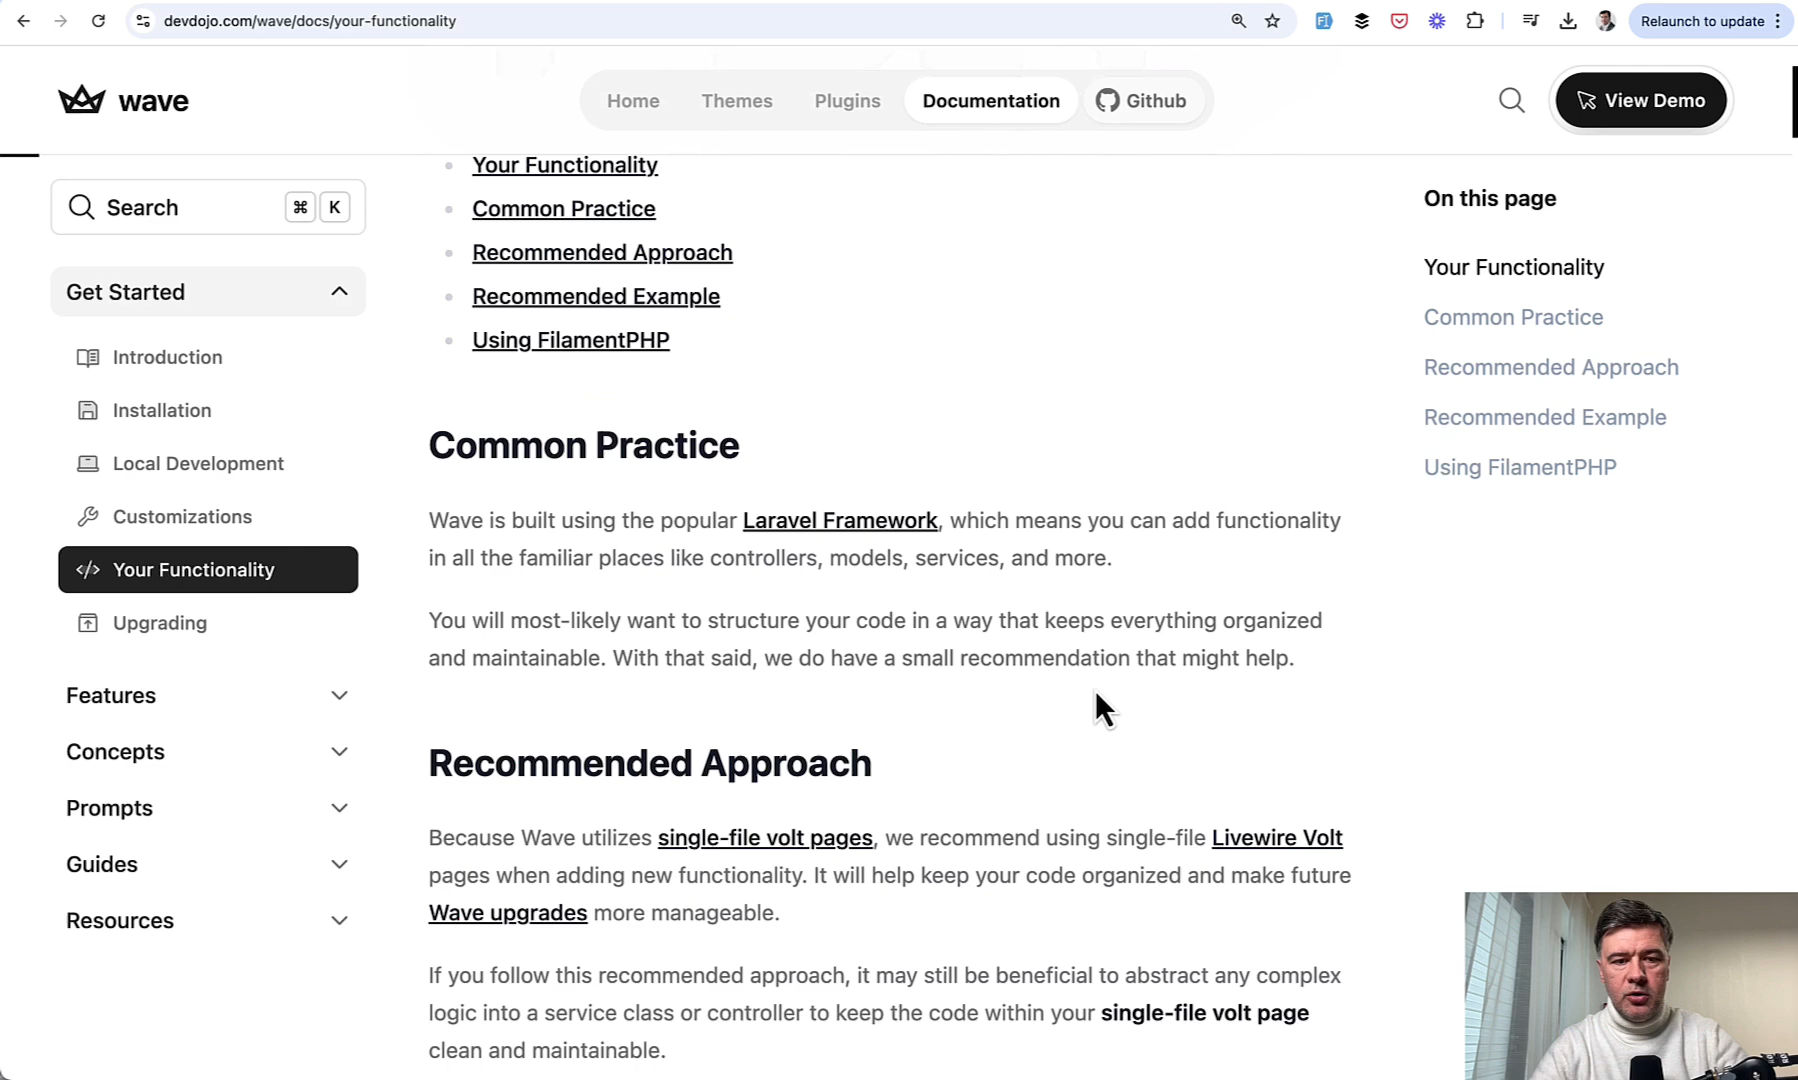 devdojo.com/wave/docs/your-functionality
Relaunch to update
wave
Home
Themes
Plugins
Documentation
Github
View Demo
Search
⌘ K
Get Started
Introduction
Installation
Local Development
Customizations
Your Functionality
Upgrading
Features
Concepts
Prompts
Guides
Resources
Your Functionality
Common Practice
Recommended Approach
Recommended Example
Using FilamentPHP
Common Practice
Wave is built using the popular Laravel Framework, which means you can add functionality
in all the familiar places like controllers, models, services, and more.
You will most-likely want to structure your code in a way that keeps everything organized
and maintainable. With that said, we do have a small recommendation that might help.
Recommended Approach
Because Wave utilizes single-file volt pages, we recommend using single-file Livewire Volt
pages when adding new functionality. It will help keep your code organized and make future
Wave upgrades more manageable.
If you follow this recommended approach, it may still be beneficial to abstract any complex
logic into a service class or controller to keep the code within your single-file volt page
clean and maintainable.
On this page
Your Functionality
Common Practice
Recommended Approach
Recommended Example
Using FilamentPHP